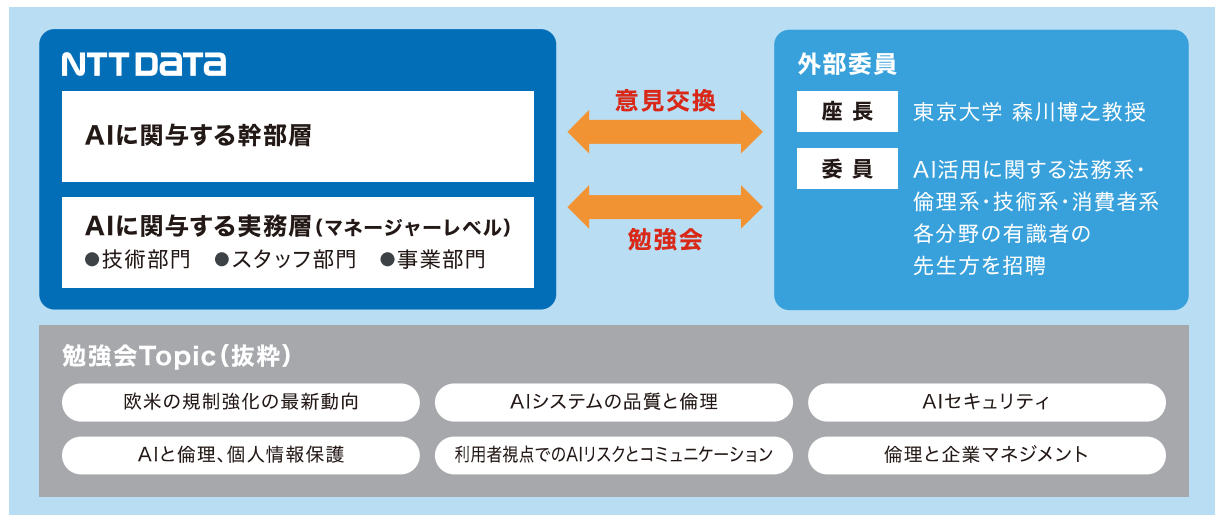 NTT DATA
AIに関与する幹部層
AIに関与する実務層(マネージャーレベル)
●技術部門 ●スタッフ部門 ●事業部門
意見交換
勉強会
外部委員
座長 東京大学 森川博之教授
委員 AI活用に関する法務系・
倫理系・技術系・消費者系
各分野の有識者の
先生方を招聘
勉強会Topic(抜粋)
欧米の規制強化の最新動向
AIシステムの品質と倫理
AIセキュリティ
AIと倫理、個人情報保護
利用者視点でのAIリスクとコミュニケーション
倫理と企業マネジメント